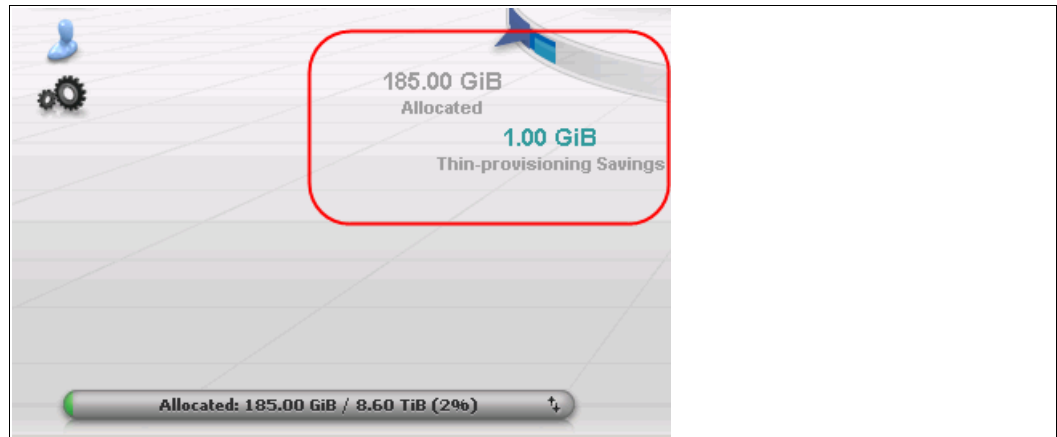 185.00 GiB
Allocated
1.00 GiB
Thin-provisioning Savings
Allocated: 185.00 GiB / 8.60 TiB (2%)